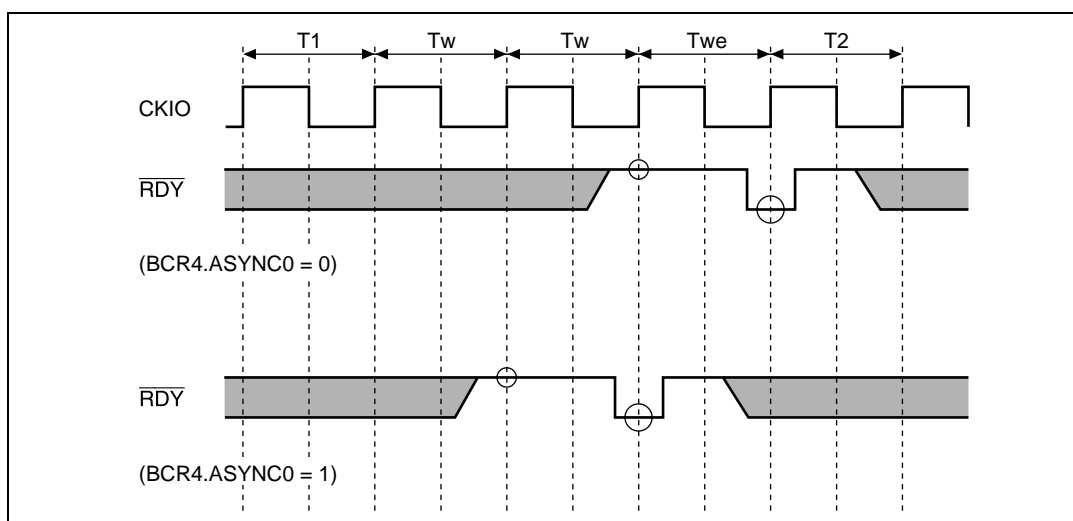 T1 Tw Tw Twe T2
CKIO
RDY
(BCR4.ASYNC0 = 0)
RDY
(BCR4.ASYNC0 = 1)